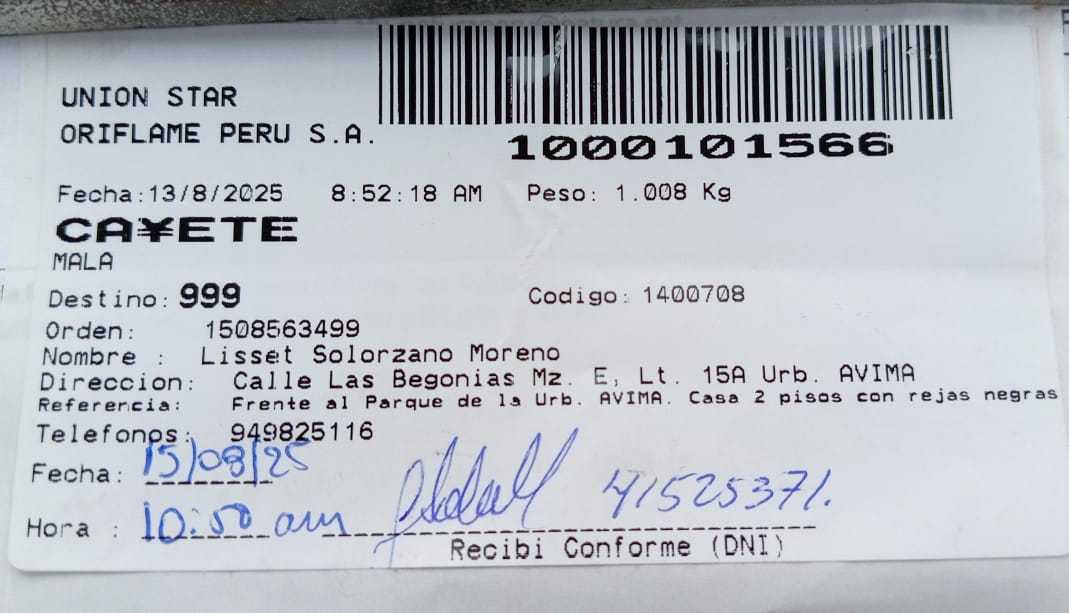 UNION STAR
ORIFLAME PERU S.A.
1000101566
Fecha:13/8/2025 8:52:18 AM Peso: 1.008 Kg
CA¥ETE
MALA
Destino: 999 Codigo: 1400708
Orden: 1508563499
Nombre : Lisset Solorzano Moreno
Direccion: Calle Las Begonias Mz. E, Lt. 15A Urb. AVIMA
Referencia: Frente al Parque de la Urb. AVIMA. Casa 2 pisos con rejas negras
Telefonos: 949825116
Fecha: 15/08/25
Hora : 10:50 am 41525371.
Recibi Conforme (DNI)